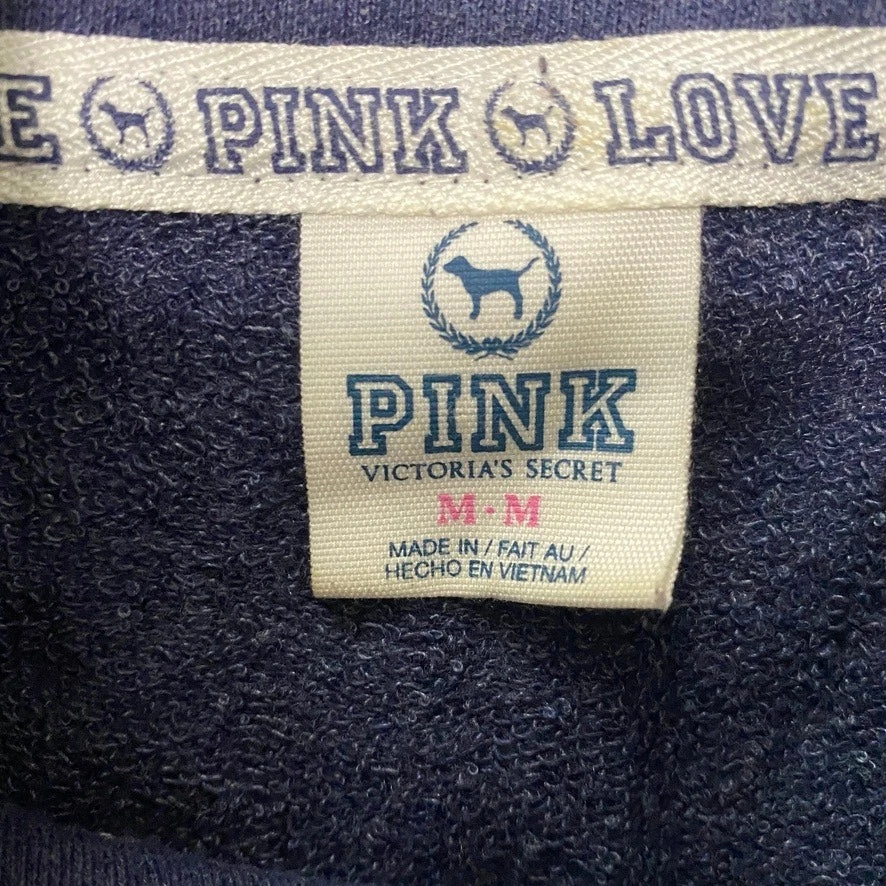 E PINK LOVE
PINK
VICTORIA'S SECRET
M · M
MADE IN / FAIT AU /
HECHO EN VIETNAM